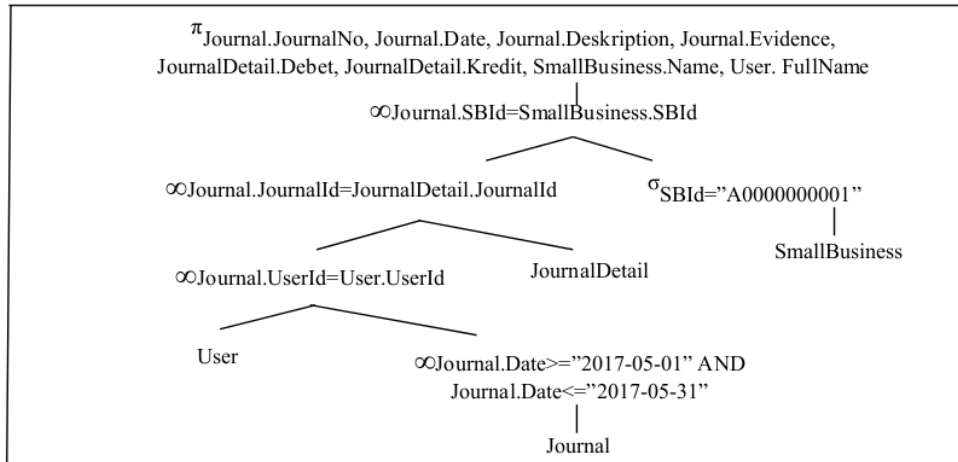 πJournal.JournalNo, Journal.Date, Journal.Deskription, Journal.Evidence,
JournalDetail.Debet, JournalDetail.Kredit, SmallBusiness.Name, User. FullName
∞Journal.SBId=SmallBusiness.SBId
∞Journal.JournalId=JournalDetail.JournalId
σSBId=”A0000000001”
SmallBusiness
∞Journal.UserId=User.UserId
JournalDetail
User
∞Journal.Date>=”2017-05-01” AND
Journal.Date<=”2017-05-31”
Journal